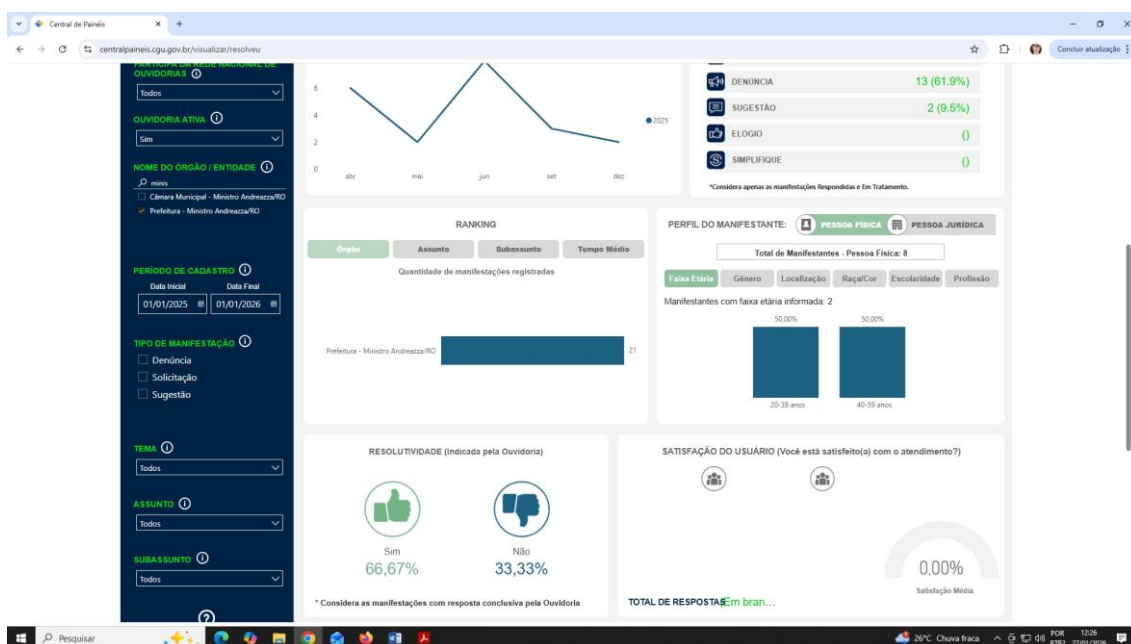 Central de Painéis
centralpaineis.cgu.gov.br/visualizar/resolveu
Concluir atualização
PARTICIPA DA REDE NACIONAL DE
OUVIDORIAS
Todos
OUVIDORIA ATIVA
Sim
NOME DO ÓRGÃO / ENTIDADE
minis
Câmara Municipal - Ministro Andreazza/RO
Prefeitura - Ministro Andreazza/RO
PERÍODO DE CADASTRO
Data Inicial Data Final
01/01/2025 01/01/2026
TIPO DE MANIFESTAÇÃO
Denúncia
Solicitação
Sugestão
TEMA
Todos
ASSUNTO
Todos
SUBASSUNTO
Todos
6
4
2
0
abr mai jun set dez
2025
DENÚNCIA 13 (61.9%)
SUGESTÃO 2 (9.5%)
ELOGIO ()
SIMPLIFIQUE ()
*Considera apenas as manifestações Respondidas e Em Tratamento.
RANKING
Órgão Assunto Subassunto Tempo Médio
Quantidade de manifestações registradas
Prefeitura - Ministro Andreazza/RO 21
PERFIL DO MANIFESTANTE: PESSOA FÍSICA PESSOA JURÍDICA
Total de Manifestantes - Pessoa Física: 8
Faixa Etária Gênero Localização Raça/Cor Escolaridade Profissão
Manifestantes com faixa etária informada: 2
50,00% 50,00%
20-39 anos 40-59 anos
RESOLUTIVIDADE (Indicada pela Ouvidoria)
Sim Não
66,67% 33,33%
* Considera as manifestações com resposta conclusiva pela Ouvidoria
SATISFAÇÃO DO USUÁRIO (Você está satisfeito(a) com o atendimento?)
0,00%
Satisfação Média
TOTAL DE RESPOSTAS Em bran...
Pesquisar
26°C Chuva fraca
POR
PTB2
12:26
27/01/2026